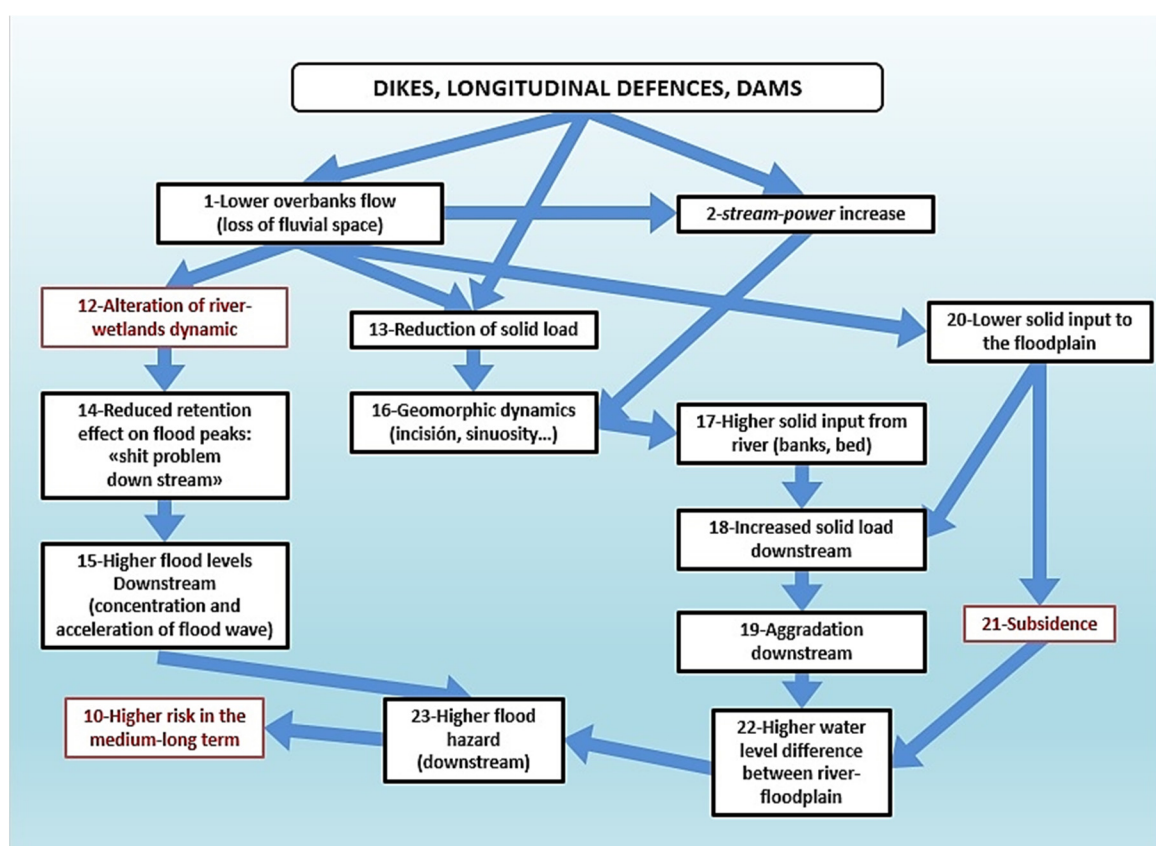 DIKES, LONGITUDINAL DEFENCES, DAMS
1-Lower overbanks flow
(loss of fluvial space)
2-stream-power increase
12-Alteration of river-
wetlands dynamic
13-Reduction of solid load
20-Lower solid input to
the floodplain
14-Reduced retention
effect on flood peaks:
«shit problem
down stream»
16-Geomorphic dynamics
(incisión, sinuosity...)
17-Higher solid input from
river (banks, bed)
18-Increased solid load
downstream
15-Higher flood levels
Downstream
(concentration and
acceleration of flood wave)
19-Aggradation
downstream
21-Subsidence
10-Higher risk in the
medium-long term
23-Higher flood
hazard
(downstream)
22-Higher water
level difference
between river-
floodplain